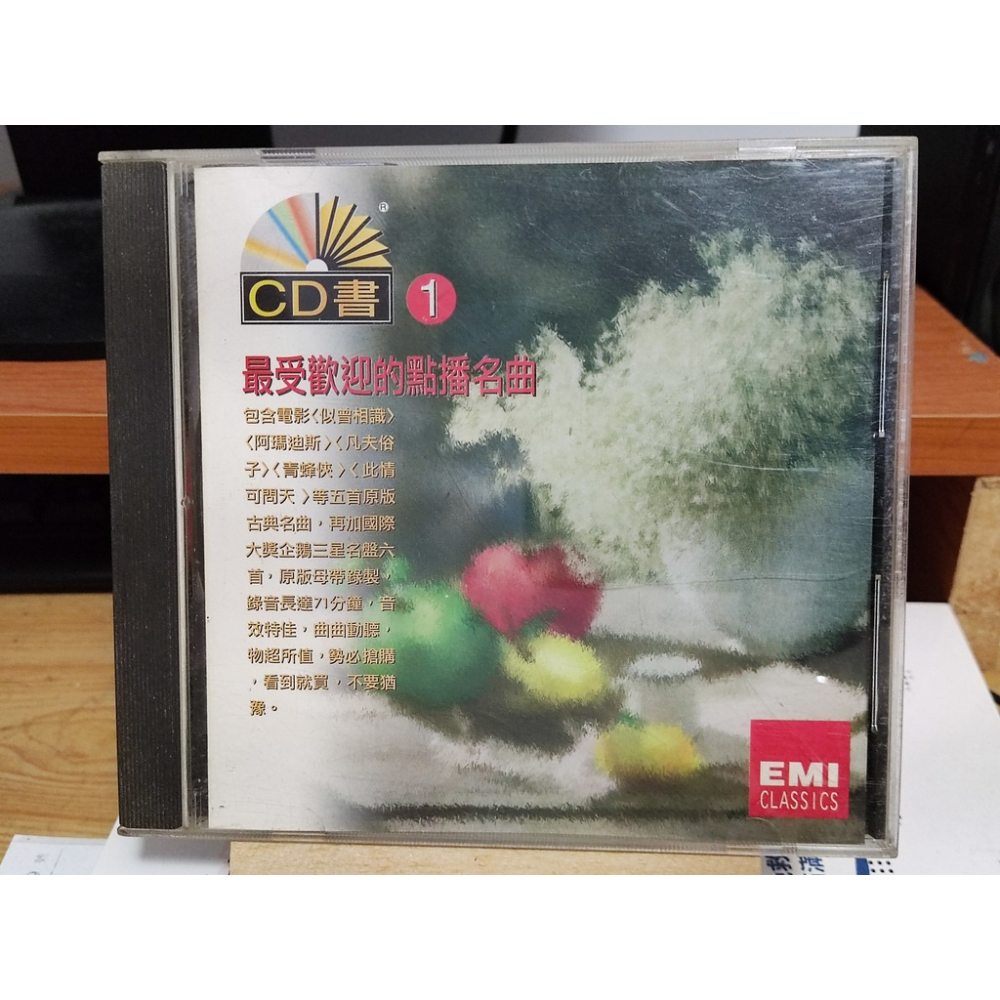 ®
CD書 1
最受歡迎的點播名曲
包含電影〈似曾相識〉
〈阿瑪迪斯〉〈凡夫俗
子〉〈青蜂俠〉〈此情
可問天〉等五首原版
古典名曲，再加國際
大獎企鵝三星名盤六
首，原版母帶錄製，
錄音長達71分鐘，音
效特佳，曲曲動聽，
物超所值，勢必搶購
，看到就買，不要猶
豫。
EMI
CLASSICS